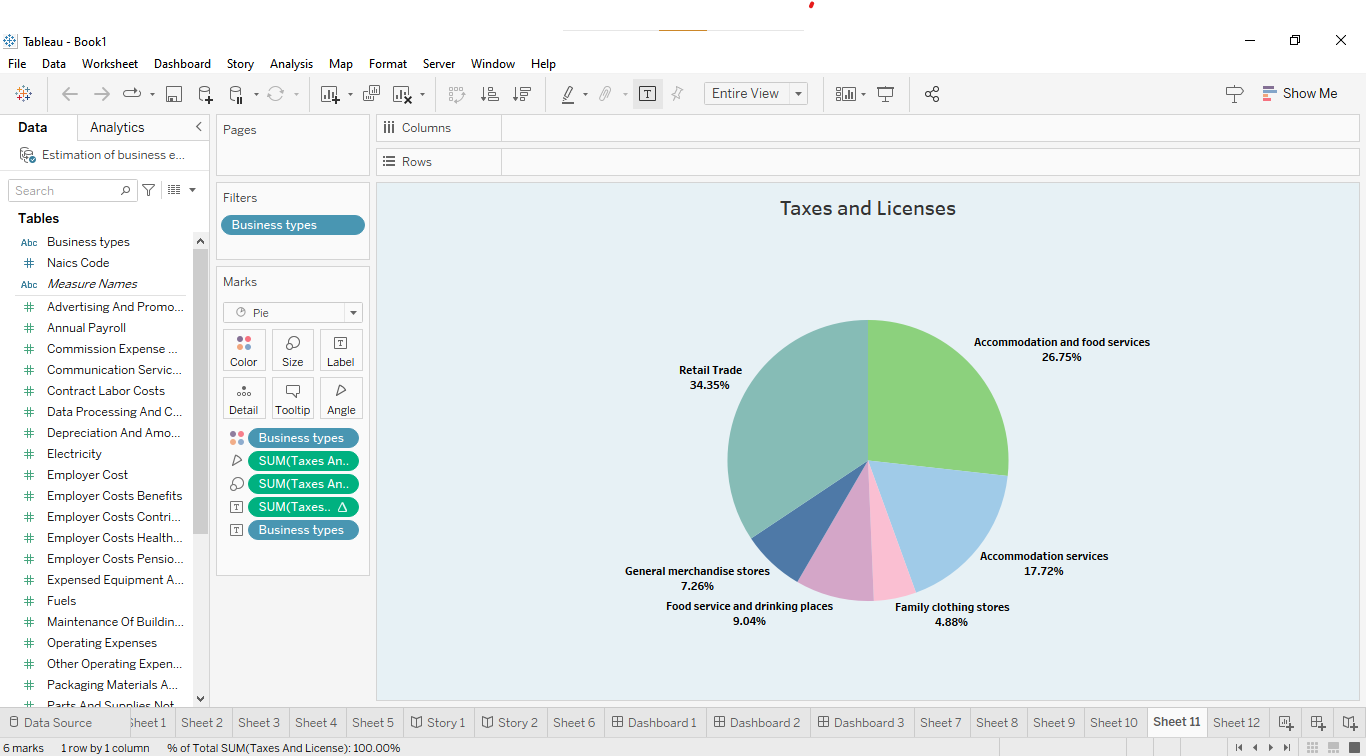 Tableau - Book1
File Data Worksheet Dashboard Story Analysis Map Format Server Window Help
Entire View
Show Me
Data Analytics
Estimation of business e...
Search
Tables
Abc Business types
# Naics Code
Abc Measure Names
# Advertising And Promo...
# Annual Payroll
# Commission Expense ...
# Communication Servic...
# Contract Labor Costs
# Data Processing And C...
# Depreciation And Amo...
# Electricity
# Employer Cost
# Employer Costs Benefits
# Employer Costs Contri...
# Employer Costs Health...
# Employer Costs Pensio...
# Expensed Equipment A...
# Fuels
# Maintenance Of Buildin...
# Operating Expenses
# Other Operating Expen...
# Packaging Materials A...
# Parts And Supplies Not
Pages
Filters
Business types
Marks
Pie
Color Size Label
Detail Tooltip Angle
Business types
SUM(Taxes An..
SUM(Taxes An..
SUM(Taxes.. Δ
Business types
Columns
Rows
Taxes and Licenses
Accommodation and food services
26.75%
Retail Trade
34.35%
Accommodation services
17.72%
General merchandise stores
7.26%
Food service and drinking places
9.04%
Family clothing stores
4.88%
Data Source Sheet 1 Sheet 2 Sheet 3 Sheet 4 Sheet 5 Story 1 Story 2 Sheet 6 Dashboard 1 Dashboard 2 Dashboard 3 Sheet 7 Sheet 8 Sheet 9 Sheet 10 Sheet 11 Sheet 12
6 marks 1 row by 1 column % of Total SUM(Taxes And License): 100.00%